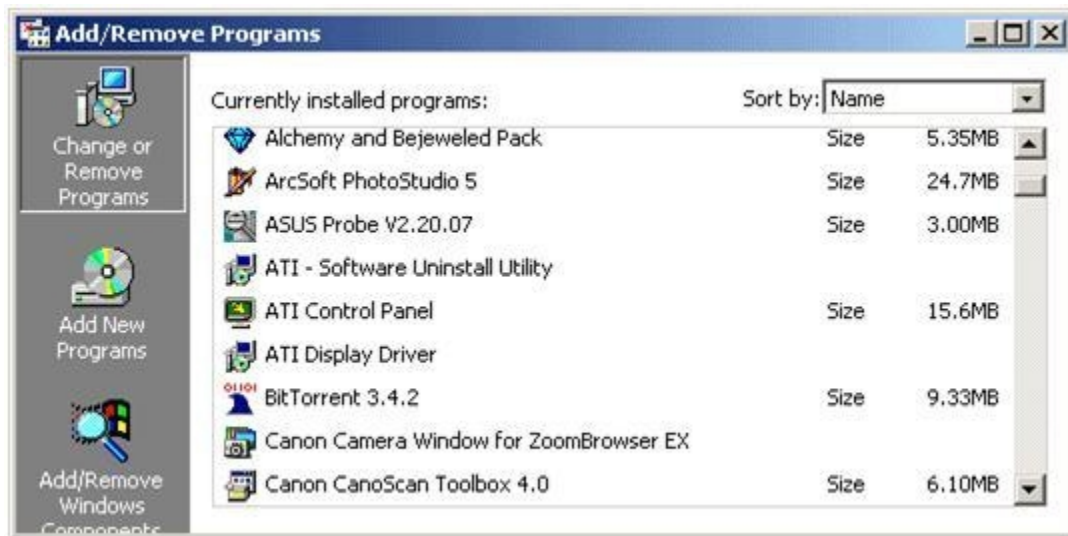 Add/Remove Programs
Change or
Remove
Programs
Add New
Programs
Add/Remove
Windows
Components
Currently installed programs: Sort by: Name
Alchemy and Bejeweled Pack Size 5.35MB
ArcSoft PhotoStudio 5 Size 24.7MB
ASUS Probe V2.20.07 Size 3.00MB
ATI - Software Uninstall Utility
ATI Control Panel Size 15.6MB
ATI Display Driver
BitTorrent 3.4.2 Size 9.33MB
Canon Camera Window for ZoomBrowser EX
Canon CanoScan Toolbox 4.0 Size 6.10MB